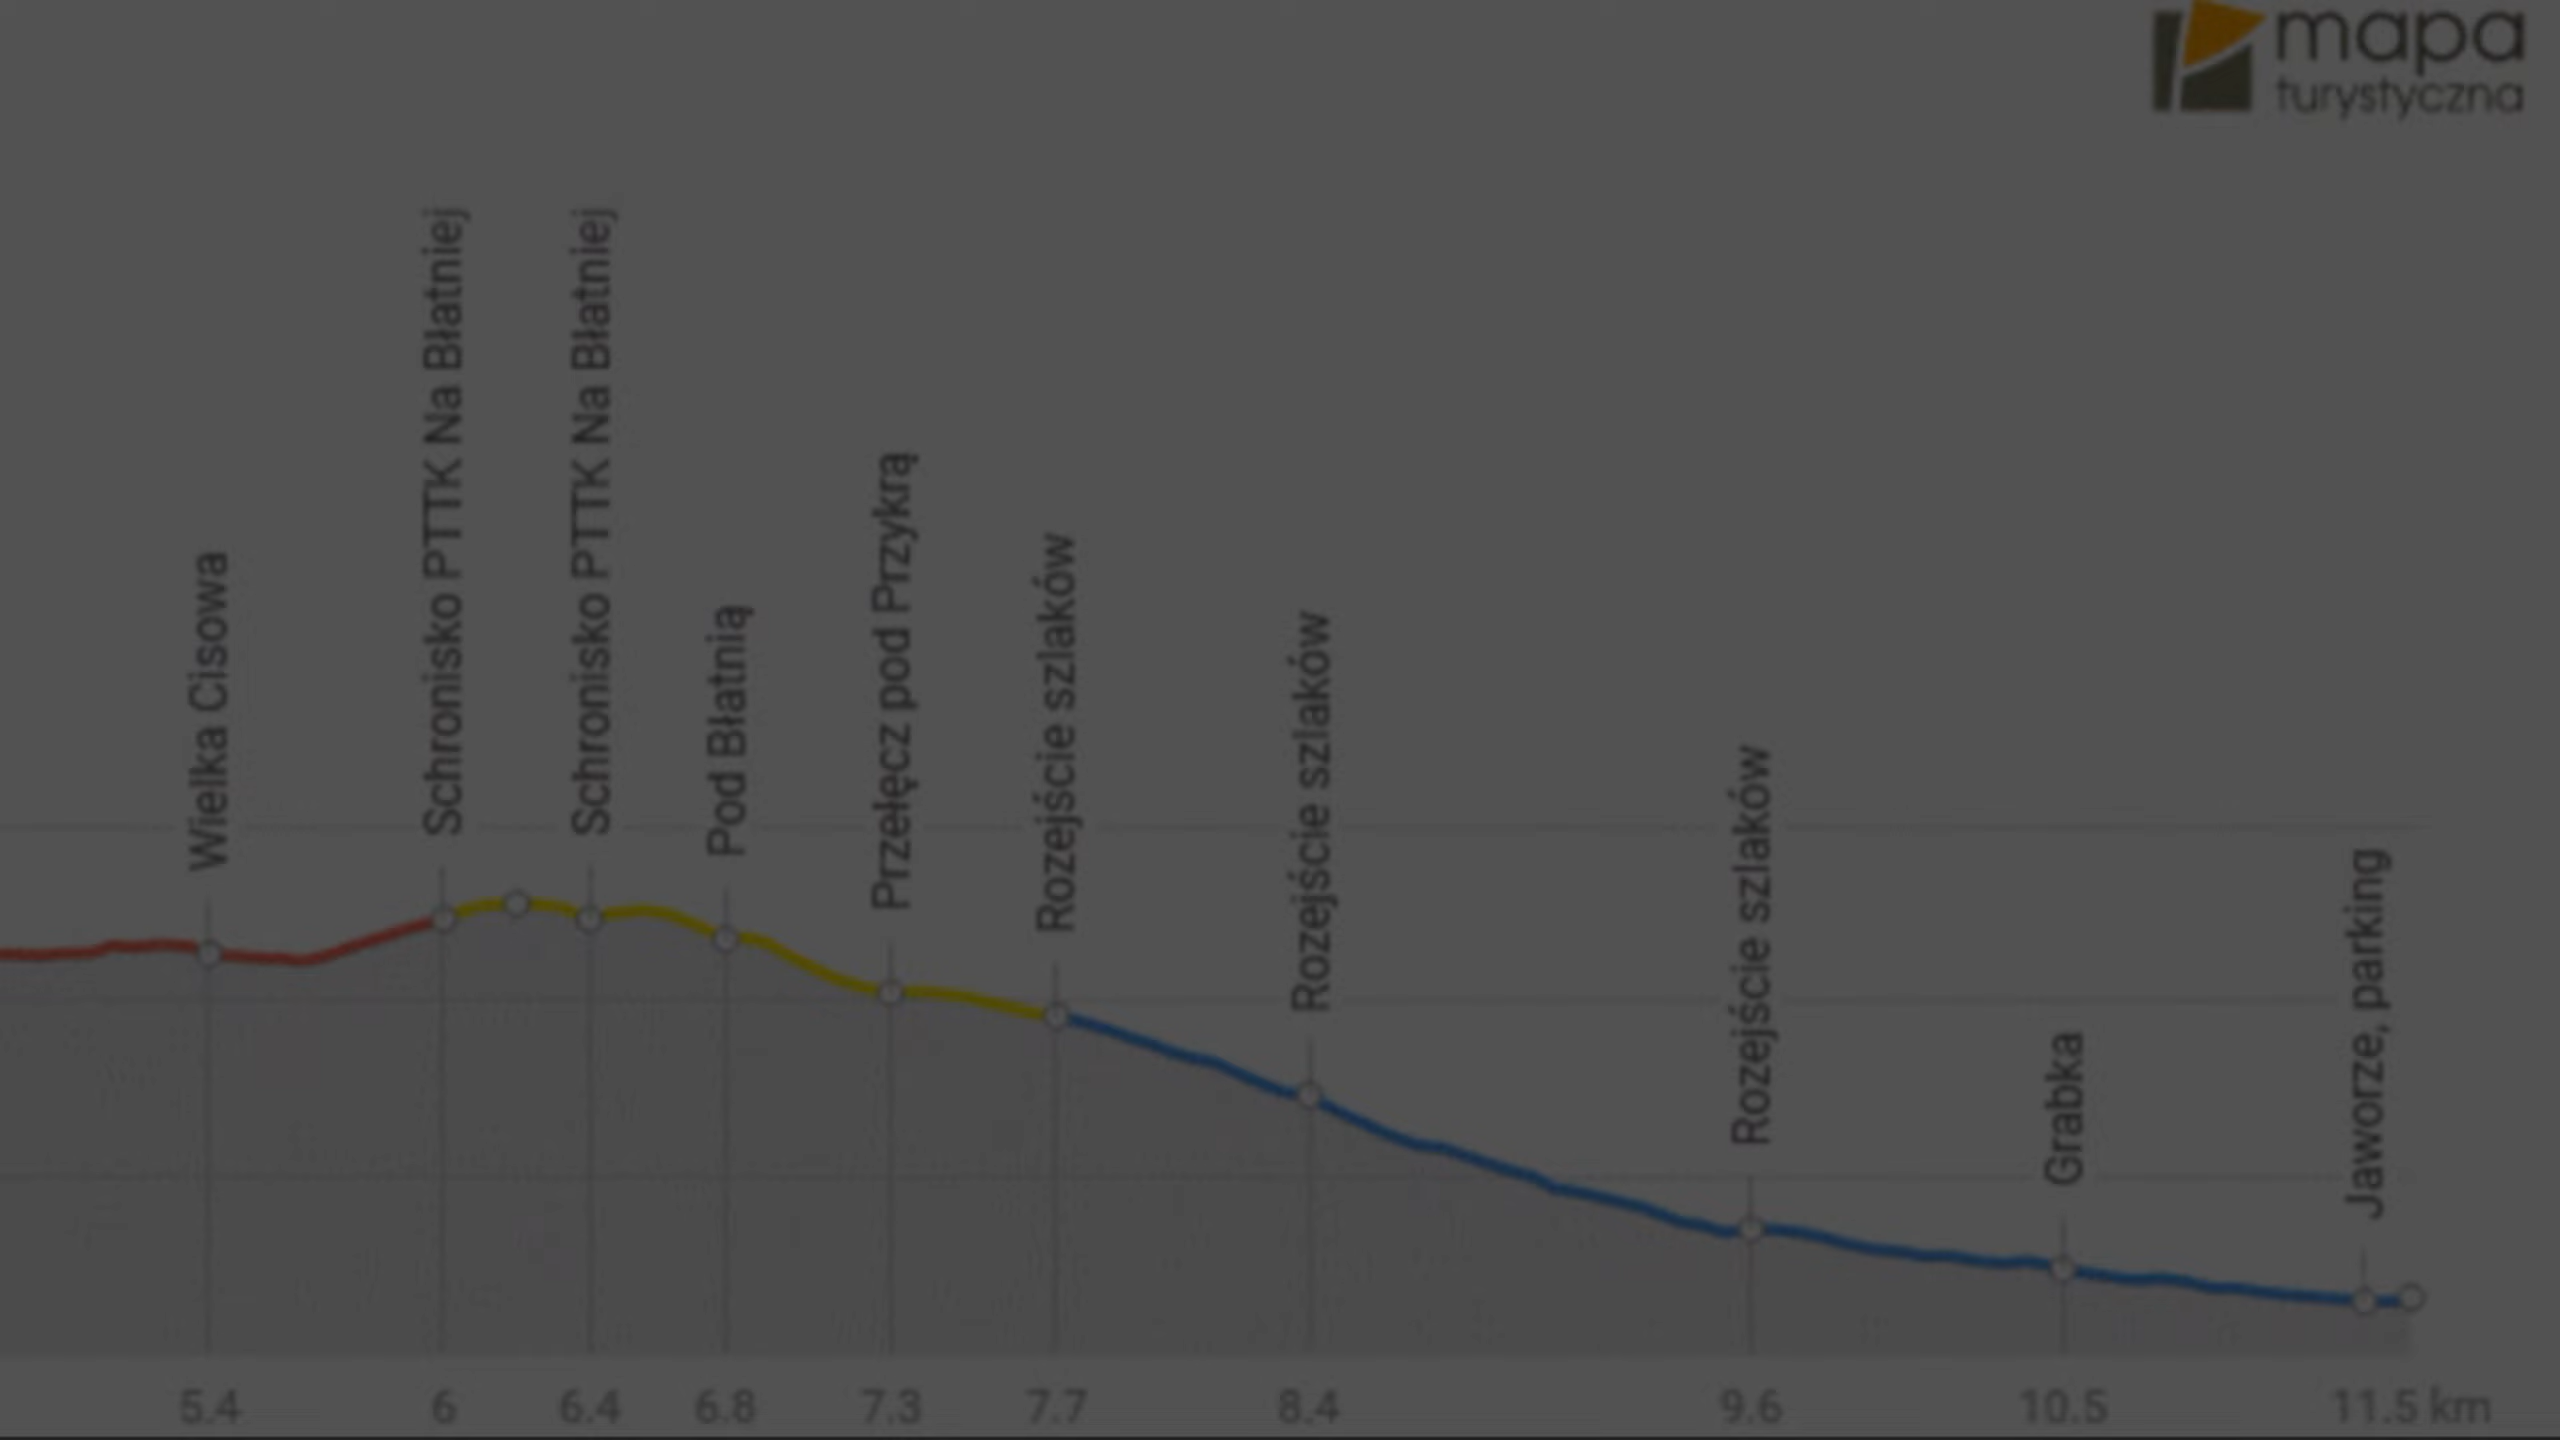 mapa
turystyczna
Wielka Cisowa
Schronisko PTTK Na Błatniej
Schronisko PTTK Na Błatniej
Pod Błatnią
Przełęcz pod Przykrą
Rozejście szlaków
Rozejście szlaków
Rozejście szlaków
Grabka
Jaworze, parking
5.4 6 6.4 6.8 7.3 7.7 8.4 9.6 10.5 11.5 km